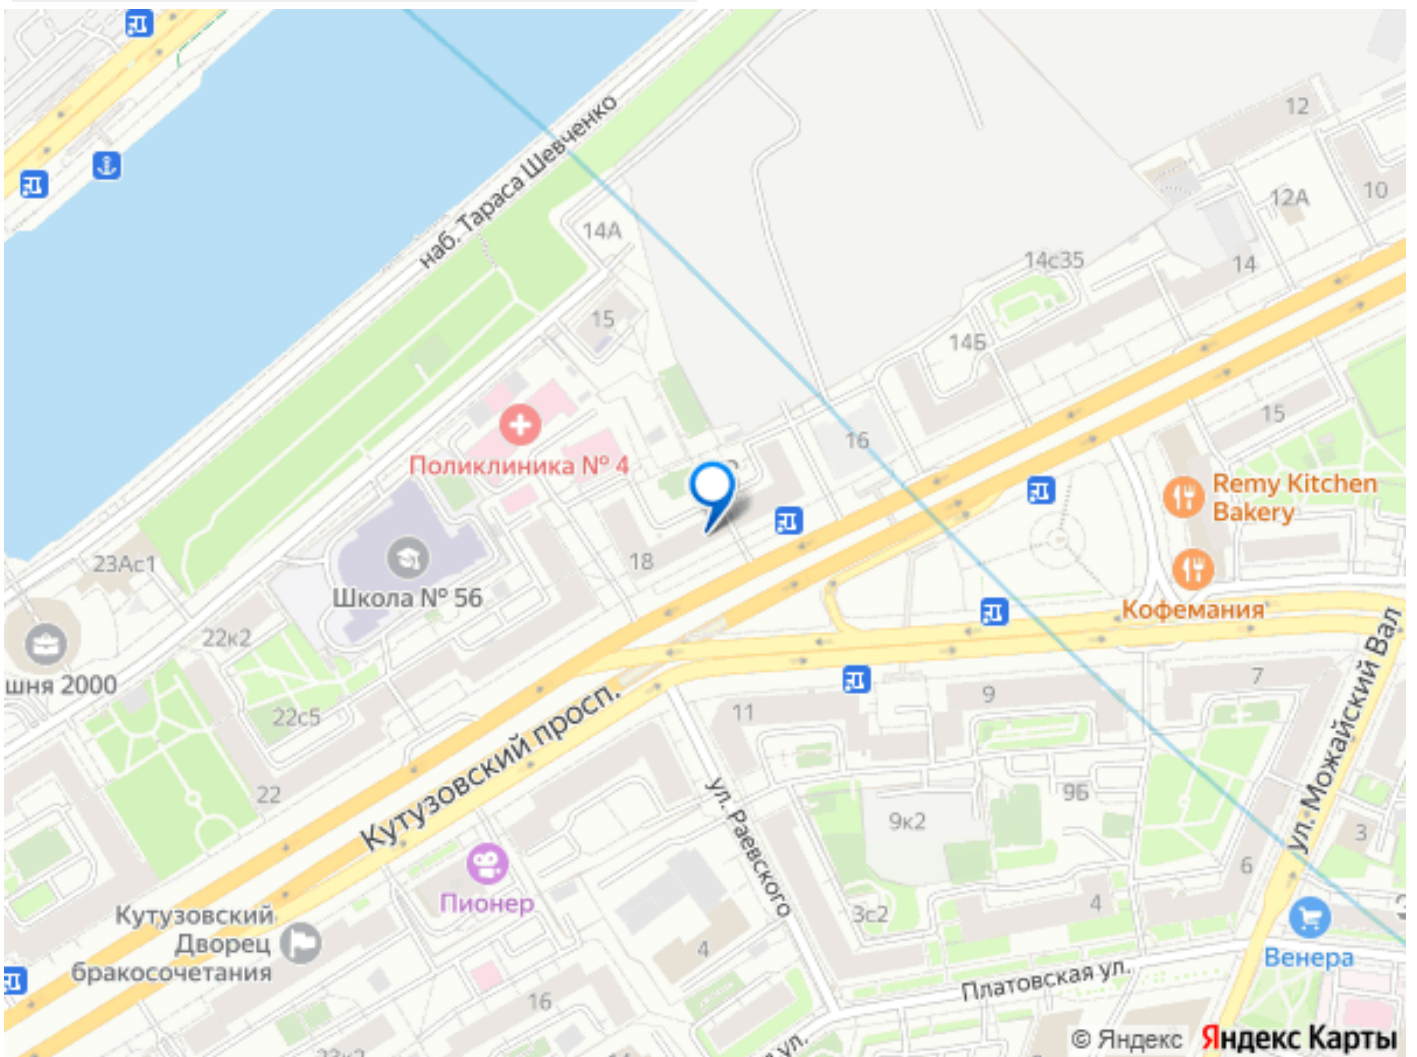 наб. Тараса Шевченко
12
12А
10
14А
14с35
14
15
14Б
15
16
Поликлиника № 4
Remy Kitchen
Bakery
23Ас1
18
Школа № 56
Кофемания
22к2
шня 2000
ул. Можайский Вал
22с5
11
9
7
Кутузовский просп.
22
ул. Раевского
9Б
9к2
3
Пионер
6
Кутузовский
Дворец
бракосочетания
3с2
4
4
Венера
Платовская ул.
16
23к2
ул.
© Яндекс Яндекс Карты